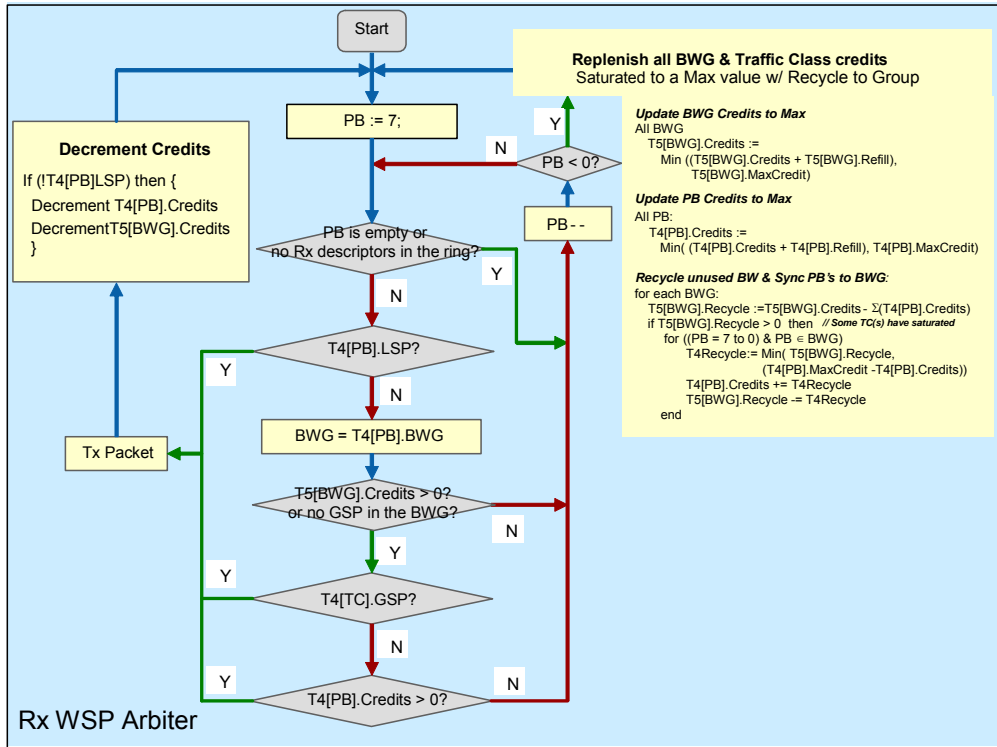 Start
Replenish all BWG & Traffic Class credits
Saturated to a Max value w/ Recycle to Group
PB := 7;
Y
N
PB < 0?
PB - -
Update BWG Credits to Max
All BWG
T5[BWG].Credits :=
Min ((T5[BWG].Credits + T5[BWG].Refill),
T5[BWG].MaxCredit)
Update PB Credits to Max
All PB:
T4[PB].Credits :=
Min( (T4[PB].Credits + T4[PB].Refill), T4[PB].MaxCredit)
Recycle unused BW & Sync PB's to BWG:
for each BWG:
T5[BWG].Recycle :=T5[BWG].Credits - Σ(T4[PB].Credits)
if T5[BWG].Recycle > 0 then // Some TC(s) have saturated
for ((PB = 7 to 0) & PB ∈ BWG)
T4Recycle:= Min( T5[BWG].Recycle,
(T4[PB].MaxCredit -T4[PB].Credits))
T4[PB].Credits += T4Recycle
T5[BWG].Recycle -= T4Recycle
end
Decrement Credits
If (!T4[PB]LSP) then {
Decrement T4[PB].Credits
DecrementT5[BWG].Credits
}
PB is empty or
no Rx descriptors in the ring?
Y
N
T4[PB].LSP?
Y
N
BWG = T4[PB].BWG
Tx Packet
T5[BWG].Credits > 0?
or no GSP in the BWG?
N
Y
Y
T4[TC].GSP?
N
Y
T4[PB].Credits > 0?
N
Rx WSP Arbiter